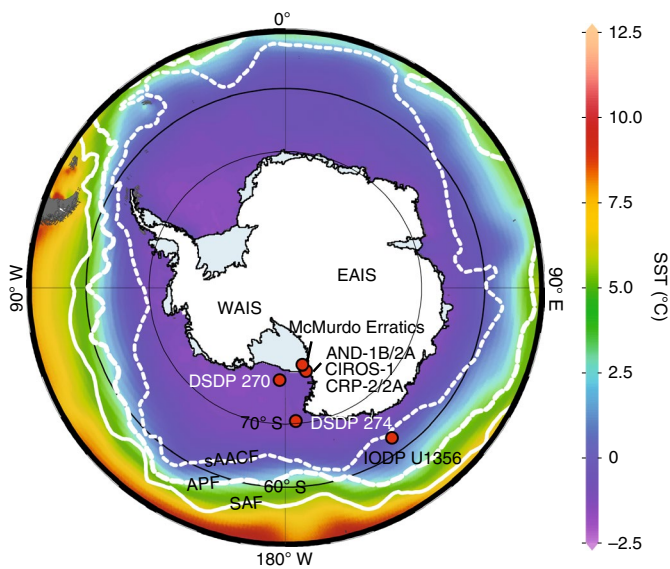 0°
12.5
10.0
7.5
5.0
2.5
0
−2.5
SST (°C)
90° W
90° E
EAIS
WAIS
McMurdo Erratics
AND-1B/2A
CIROS-1
CRP-2/2A
DSDP 270
70° S
DSDP 274
sAACF
IODP U1356
APF
60° S
SAF
180° W